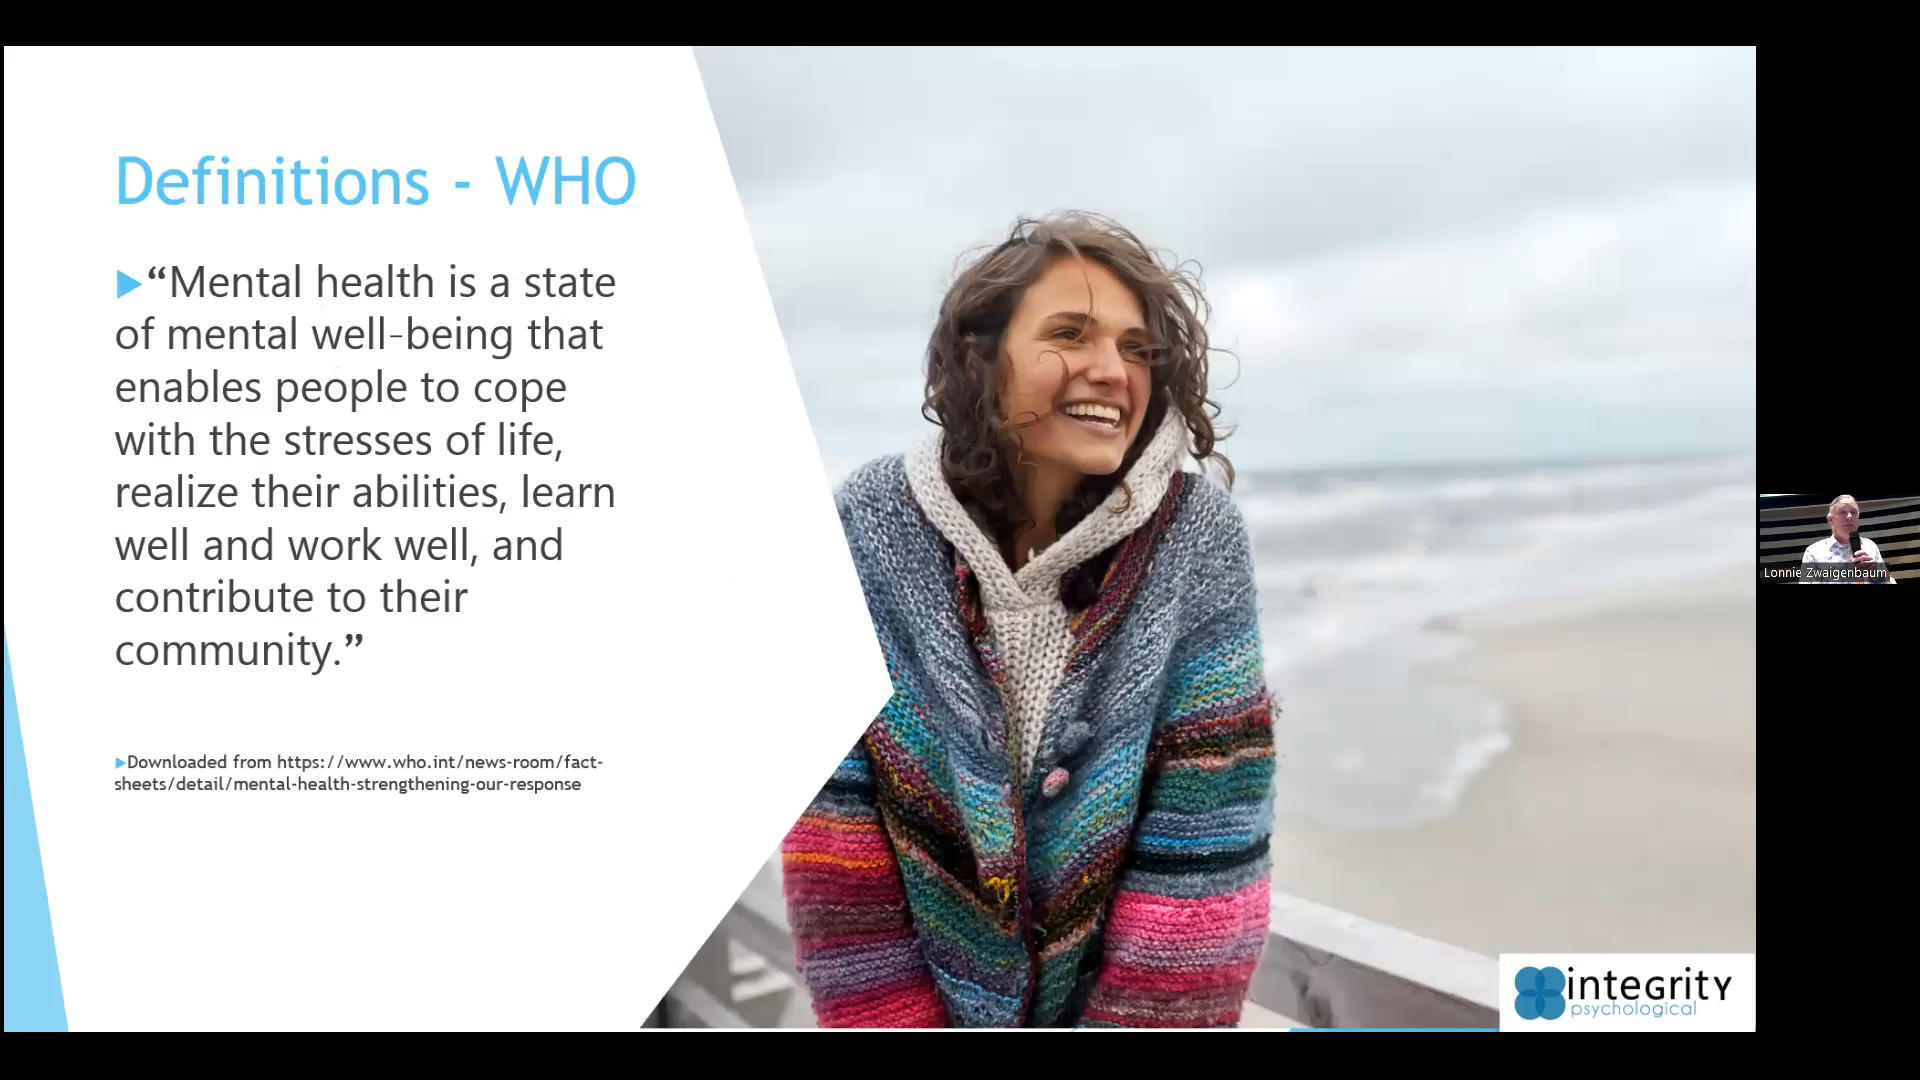 Definitions - WHO
▶“Mental health is a state
of mental well-being that
enables people to cope
with the stresses of life,
realize their abilities, learn
well and work well, and
contribute to their
community.”
▶Downloaded from https://www.who.int/news-room/fact-
sheets/detail/mental-health-strengthening-our-response
integrity
psychological
Lonnie Zwaigenbaum